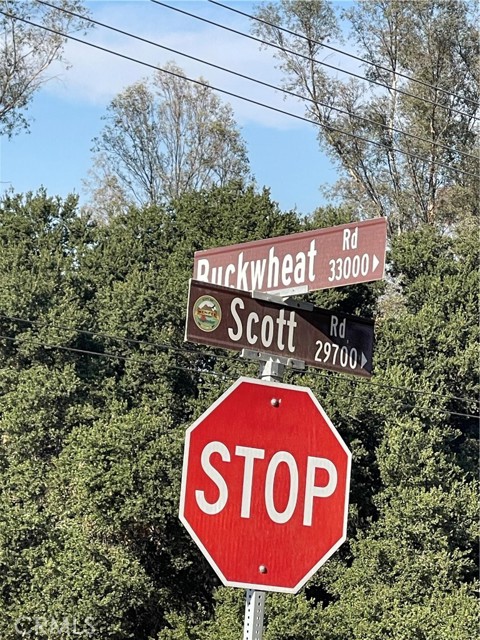 Buckwheat Rd
33000
Scott Rd
29700
STOP
CRMLS